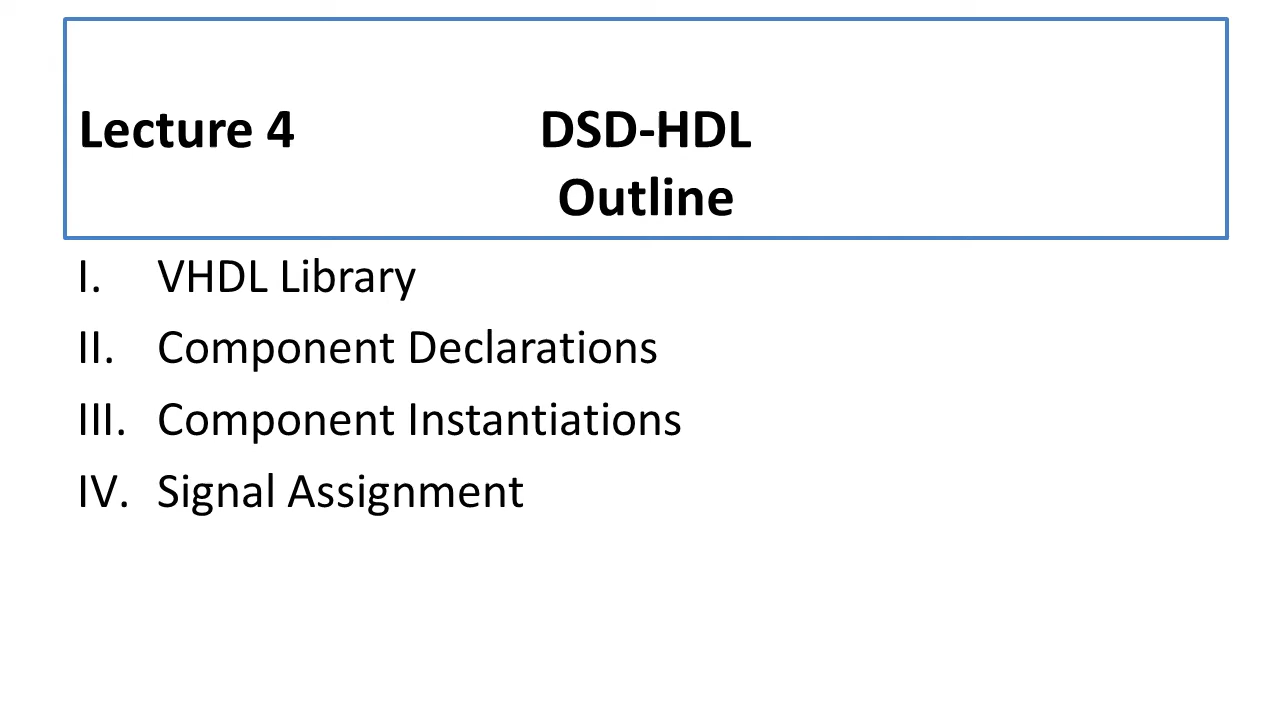 Lecture 4 DSD-HDL
Outline
I. VHDL Library
II. Component Declarations
III. Component Instantiations
IV. Signal Assignment